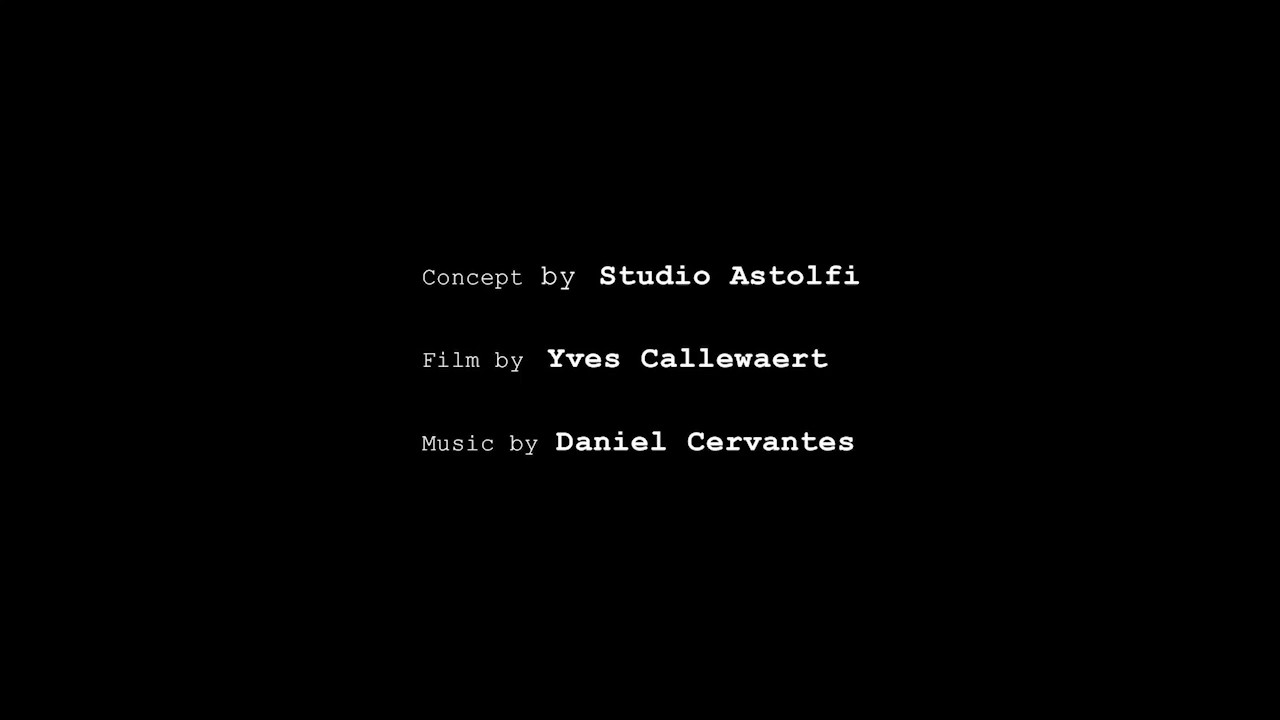 Concept by Studio Astolfi
Film by Yves Callewaert
Music by Daniel Cervantes